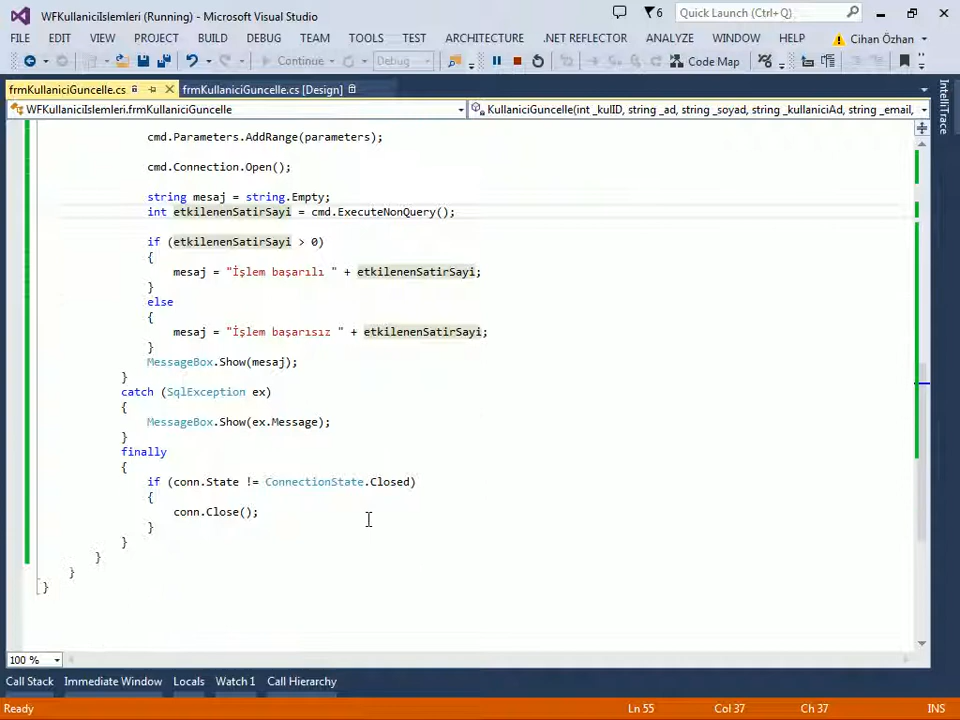 WFKullaniciIslemleri (Running) - Microsoft Visual Studio
6
Quick Launch (Ctrl+Q)
FILE EDIT VIEW PROJECT BUILD DEBUG TEAM TOOLS TEST ARCHITECTURE .NET REFLECTOR ANALYZE WINDOW HELP
Cihan Özhan
Continue
Debug
Code Map
frmKullaniciGuncelle.cs
frmKullaniciGuncelle.cs [Design]
WFKullaniciIslemleri.frmKullaniciGuncelle
KullaniciGuncelle(int _kulID, string _ad, string _soyad, string _kullaniciAd, string _email,
IntelliTrace
cmd.Parameters.AddRange(parameters);
cmd.Connection.Open();
string mesaj = string.Empty;
int etkilenenSatirSayi = cmd.ExecuteNonQuery();
if (etkilenenSatirSayi > 0)
{
mesaj = "İşlem başarılı " + etkilenenSatirSayi;
}
else
{
mesaj = "İşlem başarısız " + etkilenenSatirSayi;
}
MessageBox.Show(mesaj);
}
catch (SqlException ex)
{
MessageBox.Show(ex.Message);
}
finally
{
if (conn.State != ConnectionState.Closed)
{
conn.Close();
}
}
}
}
}
100 %
Call Stack Immediate Window Locals Watch 1 Call Hierarchy
Ready Ln 55 Col 37 Ch 37 INS